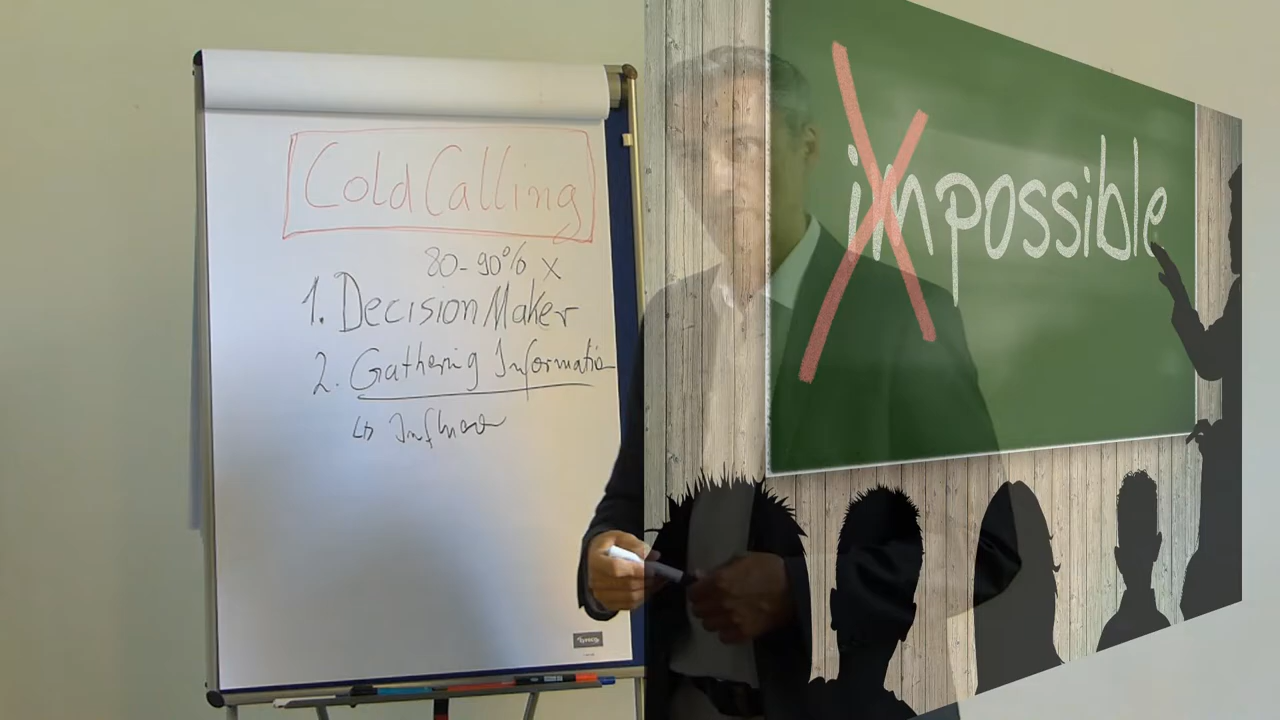 Cold Calling
80-90% X
1. Decision Maker
2. Gathering Informatio
impossible